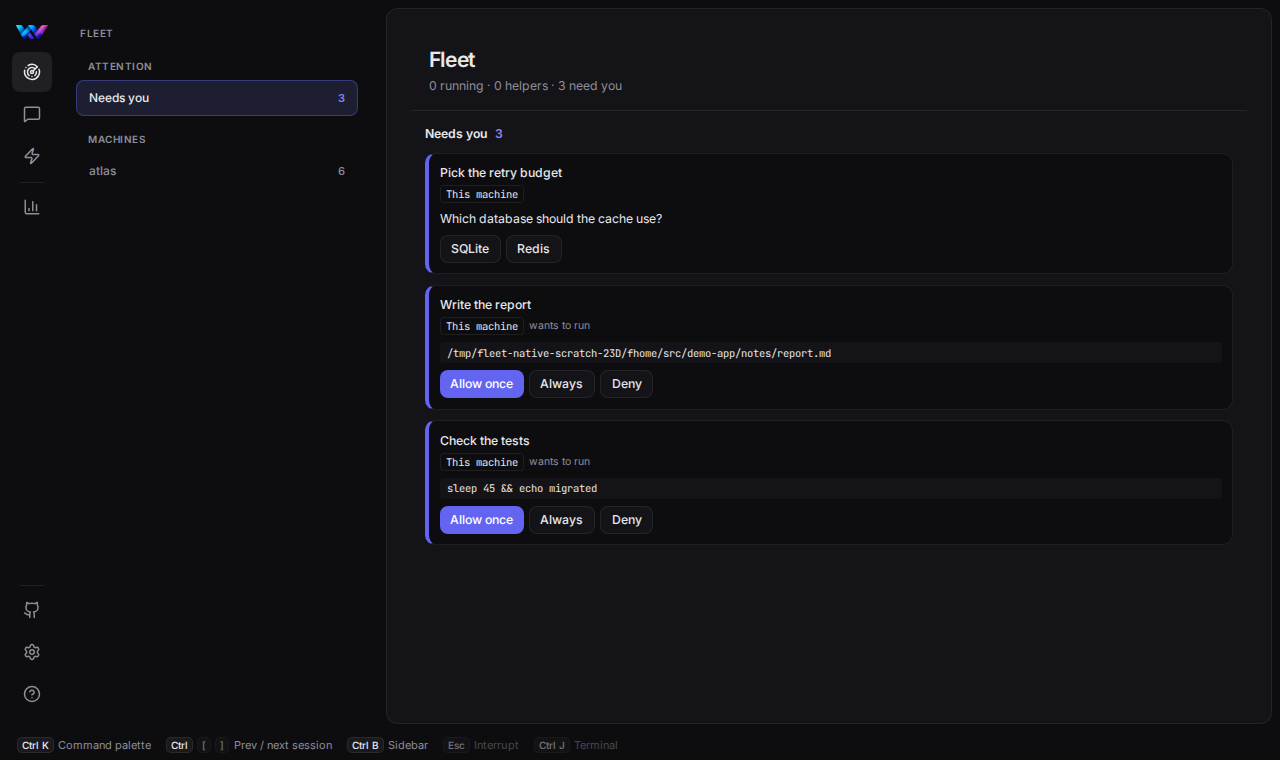 FLEET
ATTENTION
Needs you 3
MACHINES
atlas 6
Fleet
0 running · 0 helpers · 3 need you
Needs you 3
Pick the retry budget
This machine
Which database should the cache use?
SQLite Redis
Write the report
This machine wants to run
/tmp/fleet-native-scratch-23D/fhome/src/demo-app/notes/report.md
Allow once Always Deny
Check the tests
This machine wants to run
sleep 45 && echo migrated
Allow once Always Deny
Ctrl K Command palette Ctrl [ ] Prev / next session Ctrl B Sidebar Esc Interrupt Ctrl J Terminal